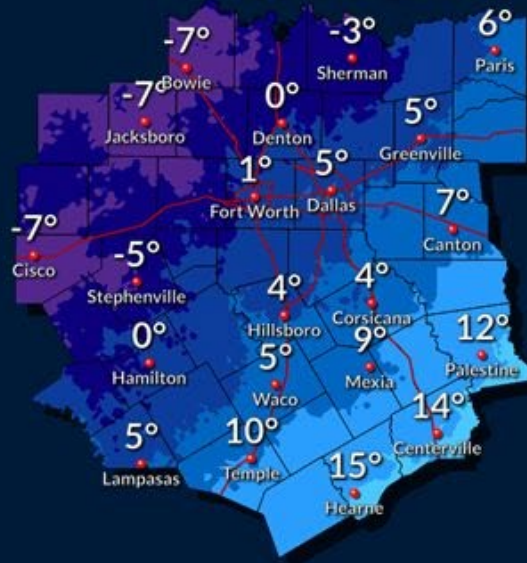 -7°
Bowie
-3°
Sherman
6°
Paris
-7°
Jacksboro
0°
Denton
5°
Greenville
1°
Fort Worth
5°
Dallas
7°
Canton
-7°
Cisco
-5°
Stephenville
4°
Hillsboro
4°
Corsicana
0°
Hamilton
5°
Waco
9°
Mexia
12°
Palestine
5°
Lampasas
10°
Temple
14°
Centerville
15°
Hearne